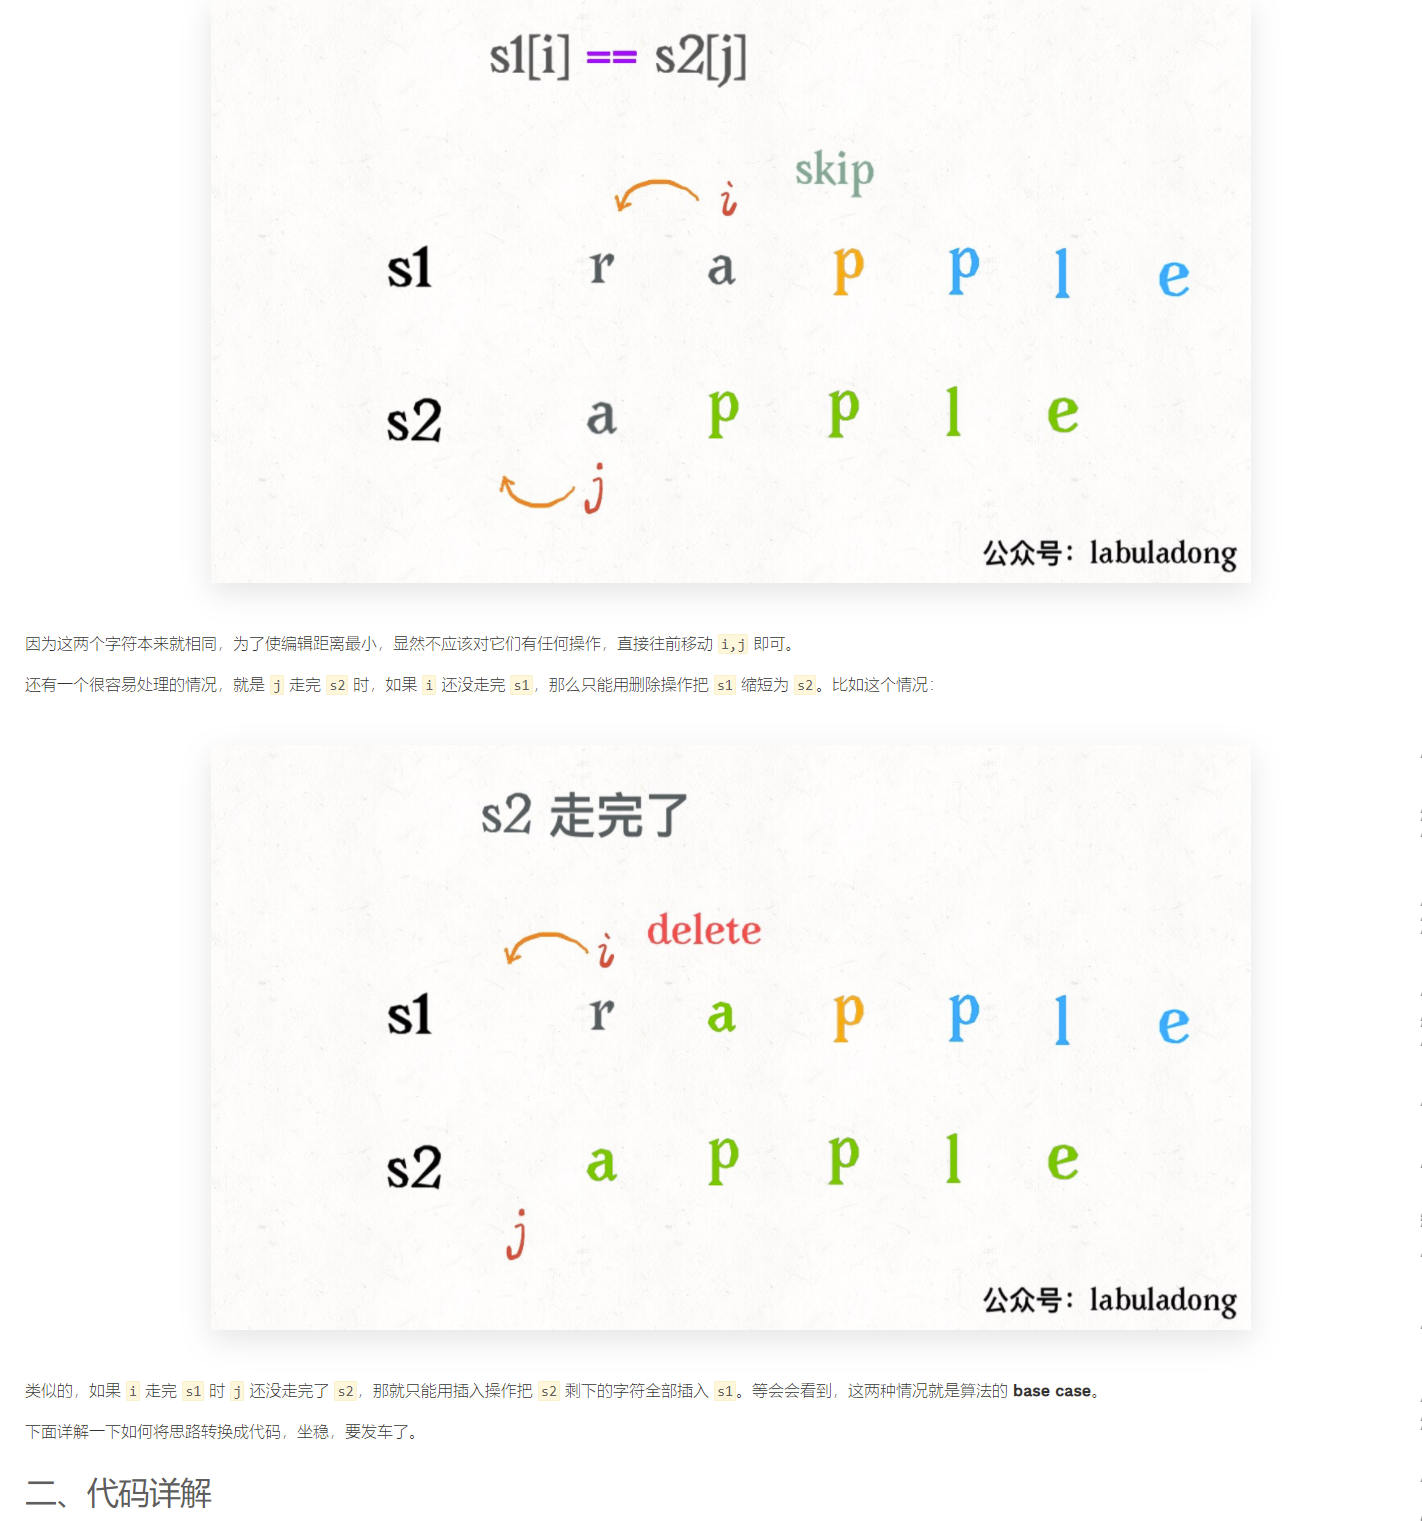 s1[i] == s2[j]
skip
i
s1 r a p p l e
s2 a p p l e
j
公众号：labuladong
因为这两个字符本来就相同，为了使编辑距离最小，显然不应该对它们有任何操作，直接往前移动 i,j 即可。
还有一个很容易处理的情况，就是 j 走完 s2 时，如果 i 还没走完 s1，那么只能用删除操作把 s1 缩短为 s2。比如这个情况：
s2 走完了
i delete
s1 r a p p l e
s2 a p p l e
j
公众号：labuladong
类似的，如果 i 走完 s1 时 j 还没走完了 s2，那就只能用插入操作把 s2 剩下的字符全部插入 s1。等会会看到，这两种情况就是算法的 base case。
下面详解一下如何将思路转换成代码，坐稳，要发车了。
二、代码详解